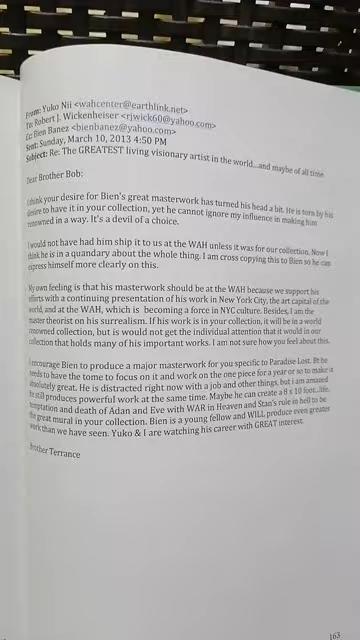 From: Yuko Nii <wahcenter@earthlink.net>
To: Robert J. Wickenheiser <rjwick60@yahoo.com>
Cc: Bien Banez <bienbanez@yahoo.com>
Sent: Sunday, March 10, 2013 4:50 PM
Subject: Re: The GREATEST living visionary artist in the world...and maybe of all time
Dear Brother Bob:
I think your desire for Bien's great masterwork has turned his head a bit. He is torn by his
desire to have it in your collection, yet he cannot ignore my influence in making him
renowned in a way. It's a devil of a choice.
I would not have had him ship it to us at the WAH unless it was for our collection. Now I
think he is in a quandary about the whole thing. I am cross copying this to Bien so he can
express himself more clearly on this.
My own feeling is that his masterwork should be at the WAH because we support his
efforts with a continuing presentation of his work in New York City, the art capital of the
world, and at the WAH, which is becoming a force in NYC culture. Besides, I am the
master theorist on his surrealism. If his work is in your collection, it will be in a world
renowned collection, but is would not get the individual attention that it would in our
collection that holds many of his important works. I am not sure how you feel about this.
I encourage Bien to produce a major masterwork for you specific to Paradise Lost. Bt he
needs to have the tome to focus on it and work on the one piece for a year or so to make it
absolutely great. He is distracted right now with a job and other things, but i am amazed
he still produces powerful work at the same time. Maybe he can create a 8 x 10 foot...life,
temptation and death of Adan and Eve with WAR in Heaven and Stan's rule in hell to be
the great mural in your collection. Bien is a young fellow and WILL produce even greater
work than we have seen. Yuko & I are watching his career with GREAT interest.
Brother Terrance
163